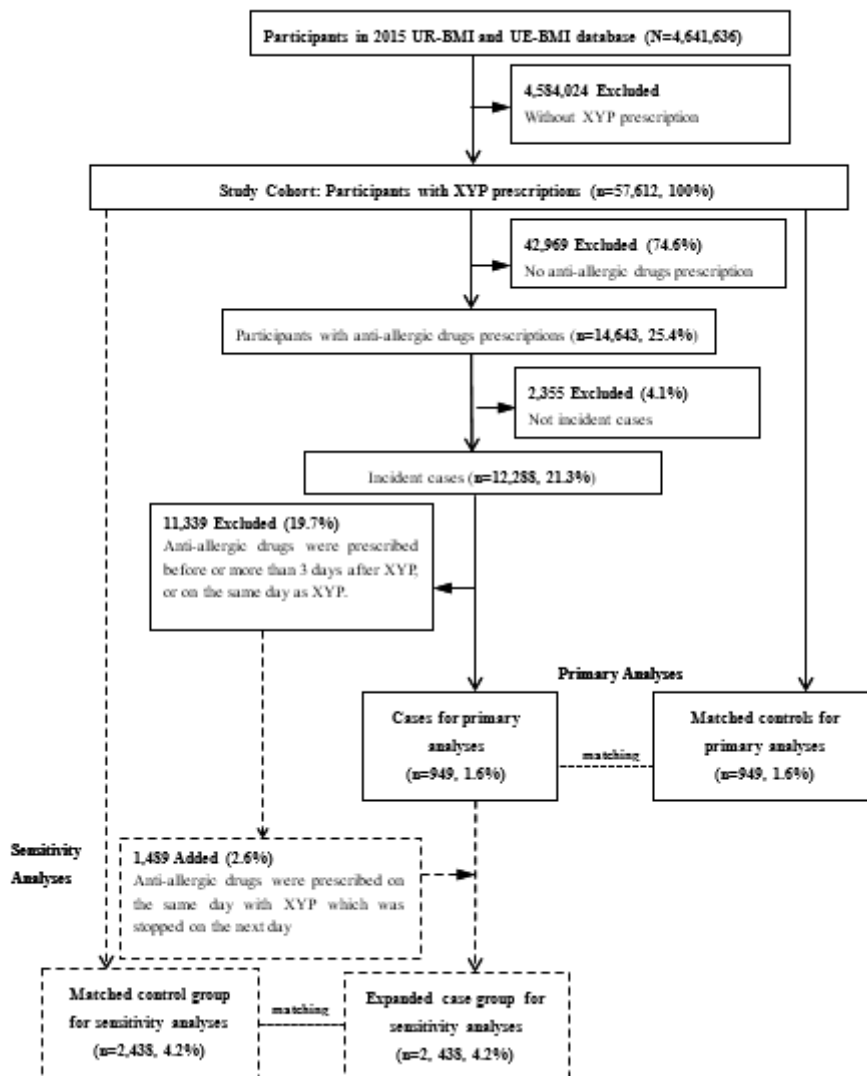 Participants in 2015 UR-BMI and UE-BMI database (N=4,641,636)
4,584,024 Excluded
Without XYP prescription
Study Cohort: Participants with XYP prescriptions (n=57,612, 100%)
42,969 Excluded (74.6%)
No anti-allergic drugs prescription
Participants with anti-allergic drugs prescriptions (n=14,643, 25.4%)
2,355 Excluded (4.1%)
Not incident cases
Incident cases (n=12,288, 21.3%)
11,339 Excluded (19.7%)
Anti-allergic drugs were prescribed
before or more than 3 days after XYP,
or on the same day as XYP.
Primary Analyses
Cases for primary
analyses
(n=949, 1.6%)
matching
Matched controls for
primary analyses
(n=949, 1.6%)
Sensitivity
Analyses
1,489 Added (2.6%)
Anti-allergic drugs were prescribed on
the same day with XYP which was
stopped on the next day
Matched control group
for sensitivity analyses
(n=2,438, 4.2%)
matching
Expanded case group for
sensitivity analyses
(n=2, 438, 4.2%)